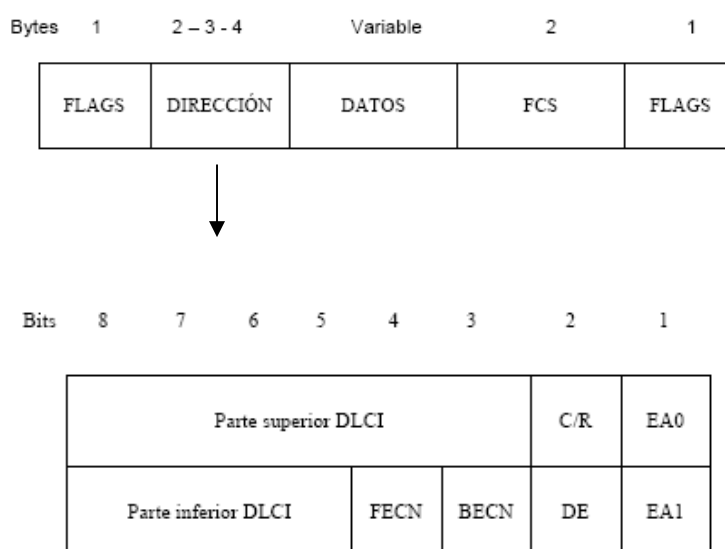 Bytes 1 2 – 3 - 4 Variable 2 1
FLAGS DIRECCIÓN DATOS FCS FLAGS
Bits 8 7 6 5 4 3 2 1
Parte superior DLCI C/R EA0
Parte inferior DLCI FECN BECN DE EA1